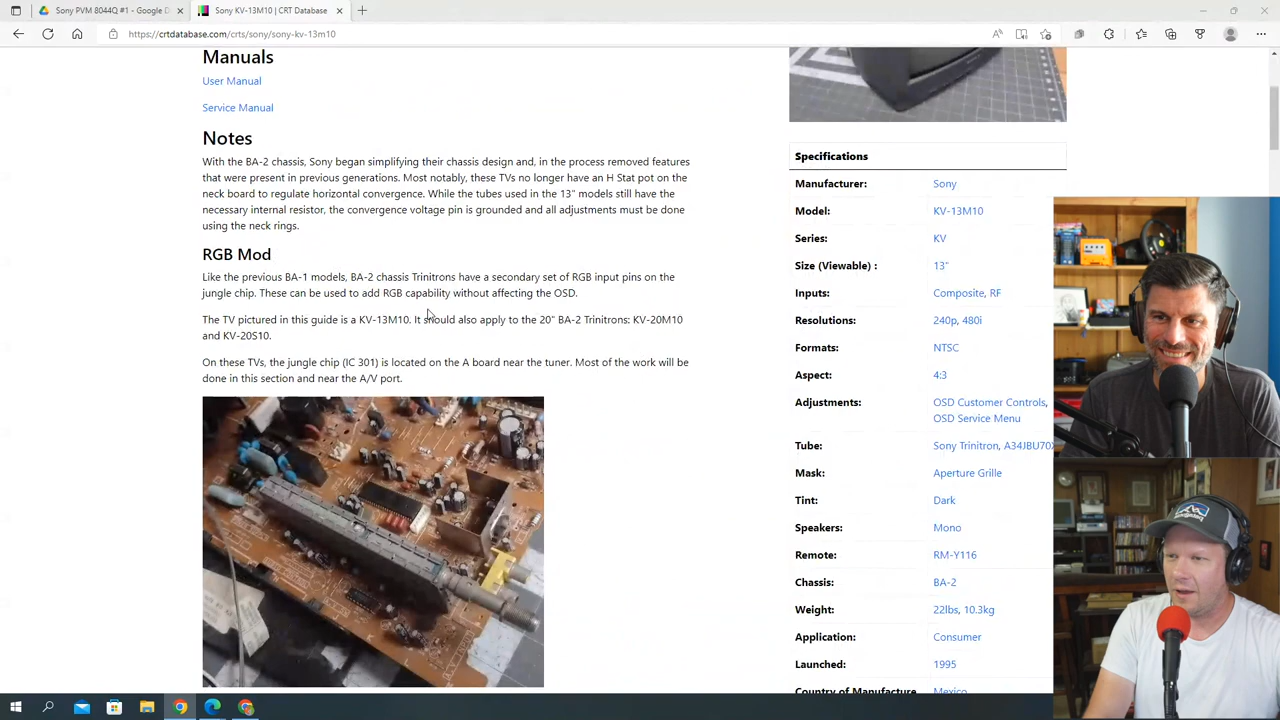 Sony PVM 8044Q #1 - Google D
Sony KV-13M10 | CRT Database
https://crtdatabase.com/crts/sony/sony-kv-13m10
Manuals
User Manual
Service Manual
Notes
With the BA-2 chassis, Sony began simplifying their chassis design and, in the process removed features
that were present in previous generations. Most notably, these TVs no longer have an H Stat pot on the
neck board to regulate horizontal convergence. While the tubes used in the 13" models still have the
necessary internal resistor, the convergence voltage pin is grounded and all adjustments must be done
using the neck rings.
RGB Mod
Like the previous BA-1 models, BA-2 chassis Trinitrons have a secondary set of RGB input pins on the
jungle chip. These can be used to add RGB capability without affecting the OSD.
The TV pictured in this guide is a KV-13M10. It should also apply to the 20" BA-2 Trinitrons: KV-20M10
and KV-20S10.
On these TVs, the jungle chip (IC 301) is located on the A board near the tuner. Most of the work will be
done in this section and near the A/V port.
Specifications
Manufacturer: Sony
Model: KV-13M10
Series: KV
Size (Viewable) : 13"
Inputs: Composite, RF
Resolutions: 240p, 480i
Formats: NTSC
Aspect: 4:3
Adjustments: OSD Customer Controls,
OSD Service Menu
Tube: Sony Trinitron, A34JBU70
Mask: Aperture Grille
Tint: Dark
Speakers: Mono
Remote: RM-Y116
Chassis: BA-2
Weight: 22lbs, 10.3kg
Application: Consumer
Launched: 1995
Country of Manufacture Mexico